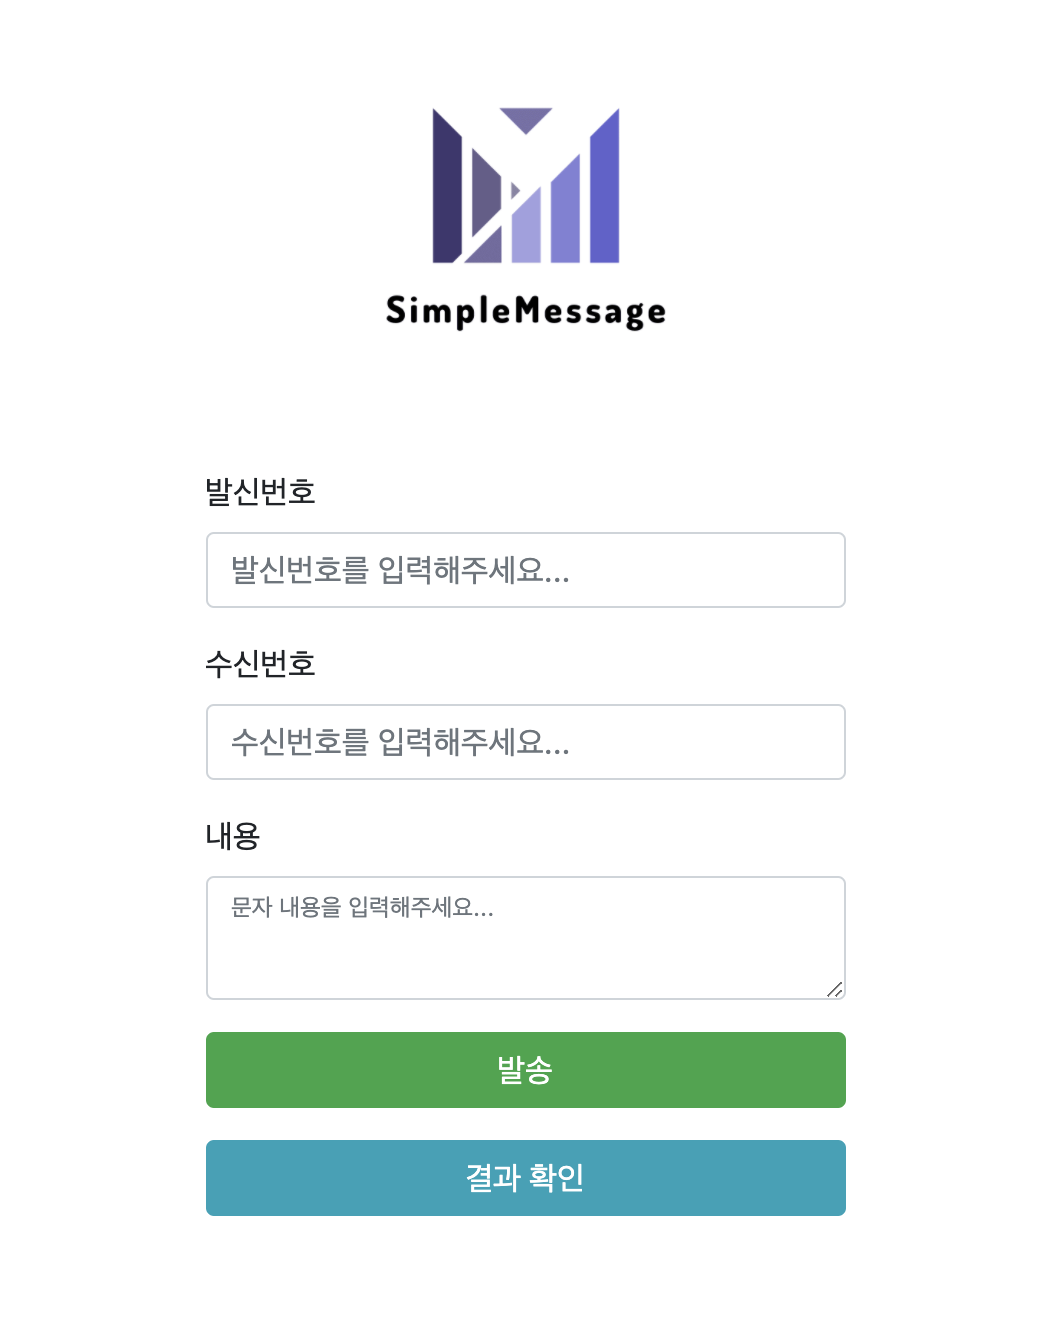 SimpleMessage
발신번호
발신번호를 입력해주세요...
수신번호
수신번호를 입력해주세요...
내용
문자 내용을 입력해주세요...
발송
결과 확인